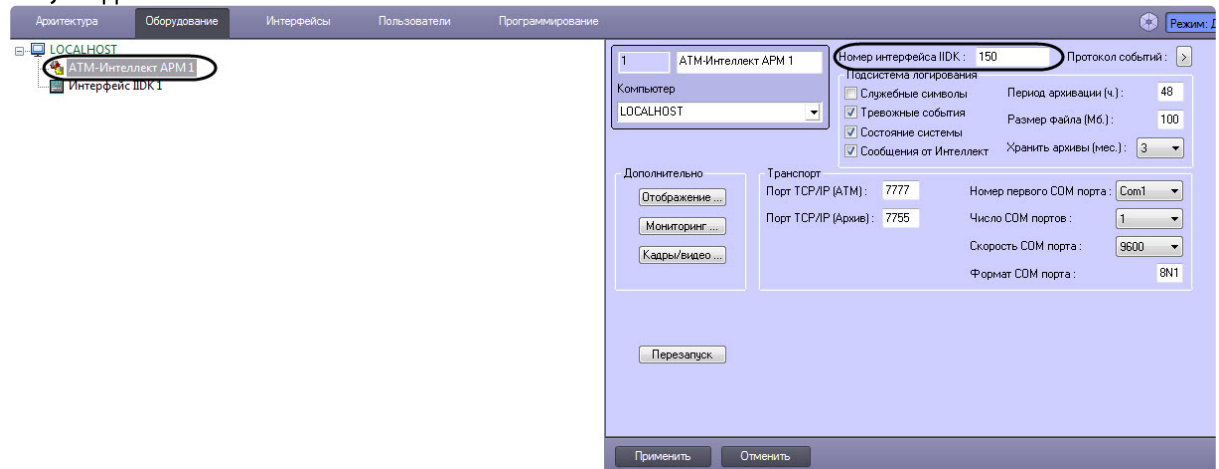 Архитектура Оборудование Интерфейсы Пользователи Программирование Режим: Д
LOCALHOST
АТМ-Интеллект АРМ 1
Интерфейс IIDK 1
1 АТМ-Интеллект АРМ 1
Компьютер
LOCALHOST
Номер интерфейса IIDK : 150 Протокол событий : >
Подсистема логирования
Служебные символы Период архивации (ч.) : 48
Тревожные события Размер файла (Мб.) : 100
Состояние системы
Сообщения от Интеллект Хранить архивы (мес.) : 3
Дополнительно
Отображение ...
Мониторинг ...
Кадры/видео ...
Транспорт
Порт TCP/IP (ATM) : 7777 Номер первого COM порта : Com1
Порт TCP/IP (Архив) : 7755 Число COM портов : 1
Скорость COM порта : 9600
Формат COM порта : 8N1
Перезапуск
Применить Отменить